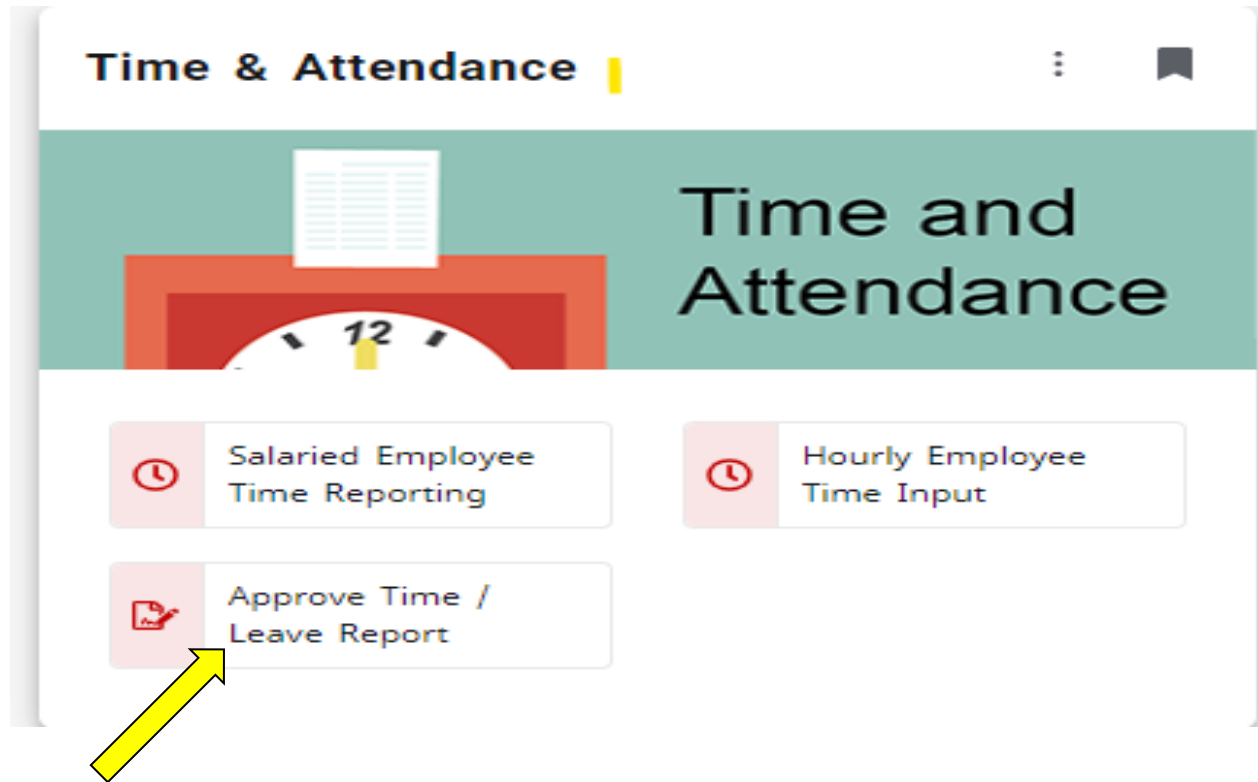 Time & Attendance
Time and
Attendance
12
Salaried Employee
Time Reporting
Hourly Employee
Time Input
Approve Time /
Leave Report